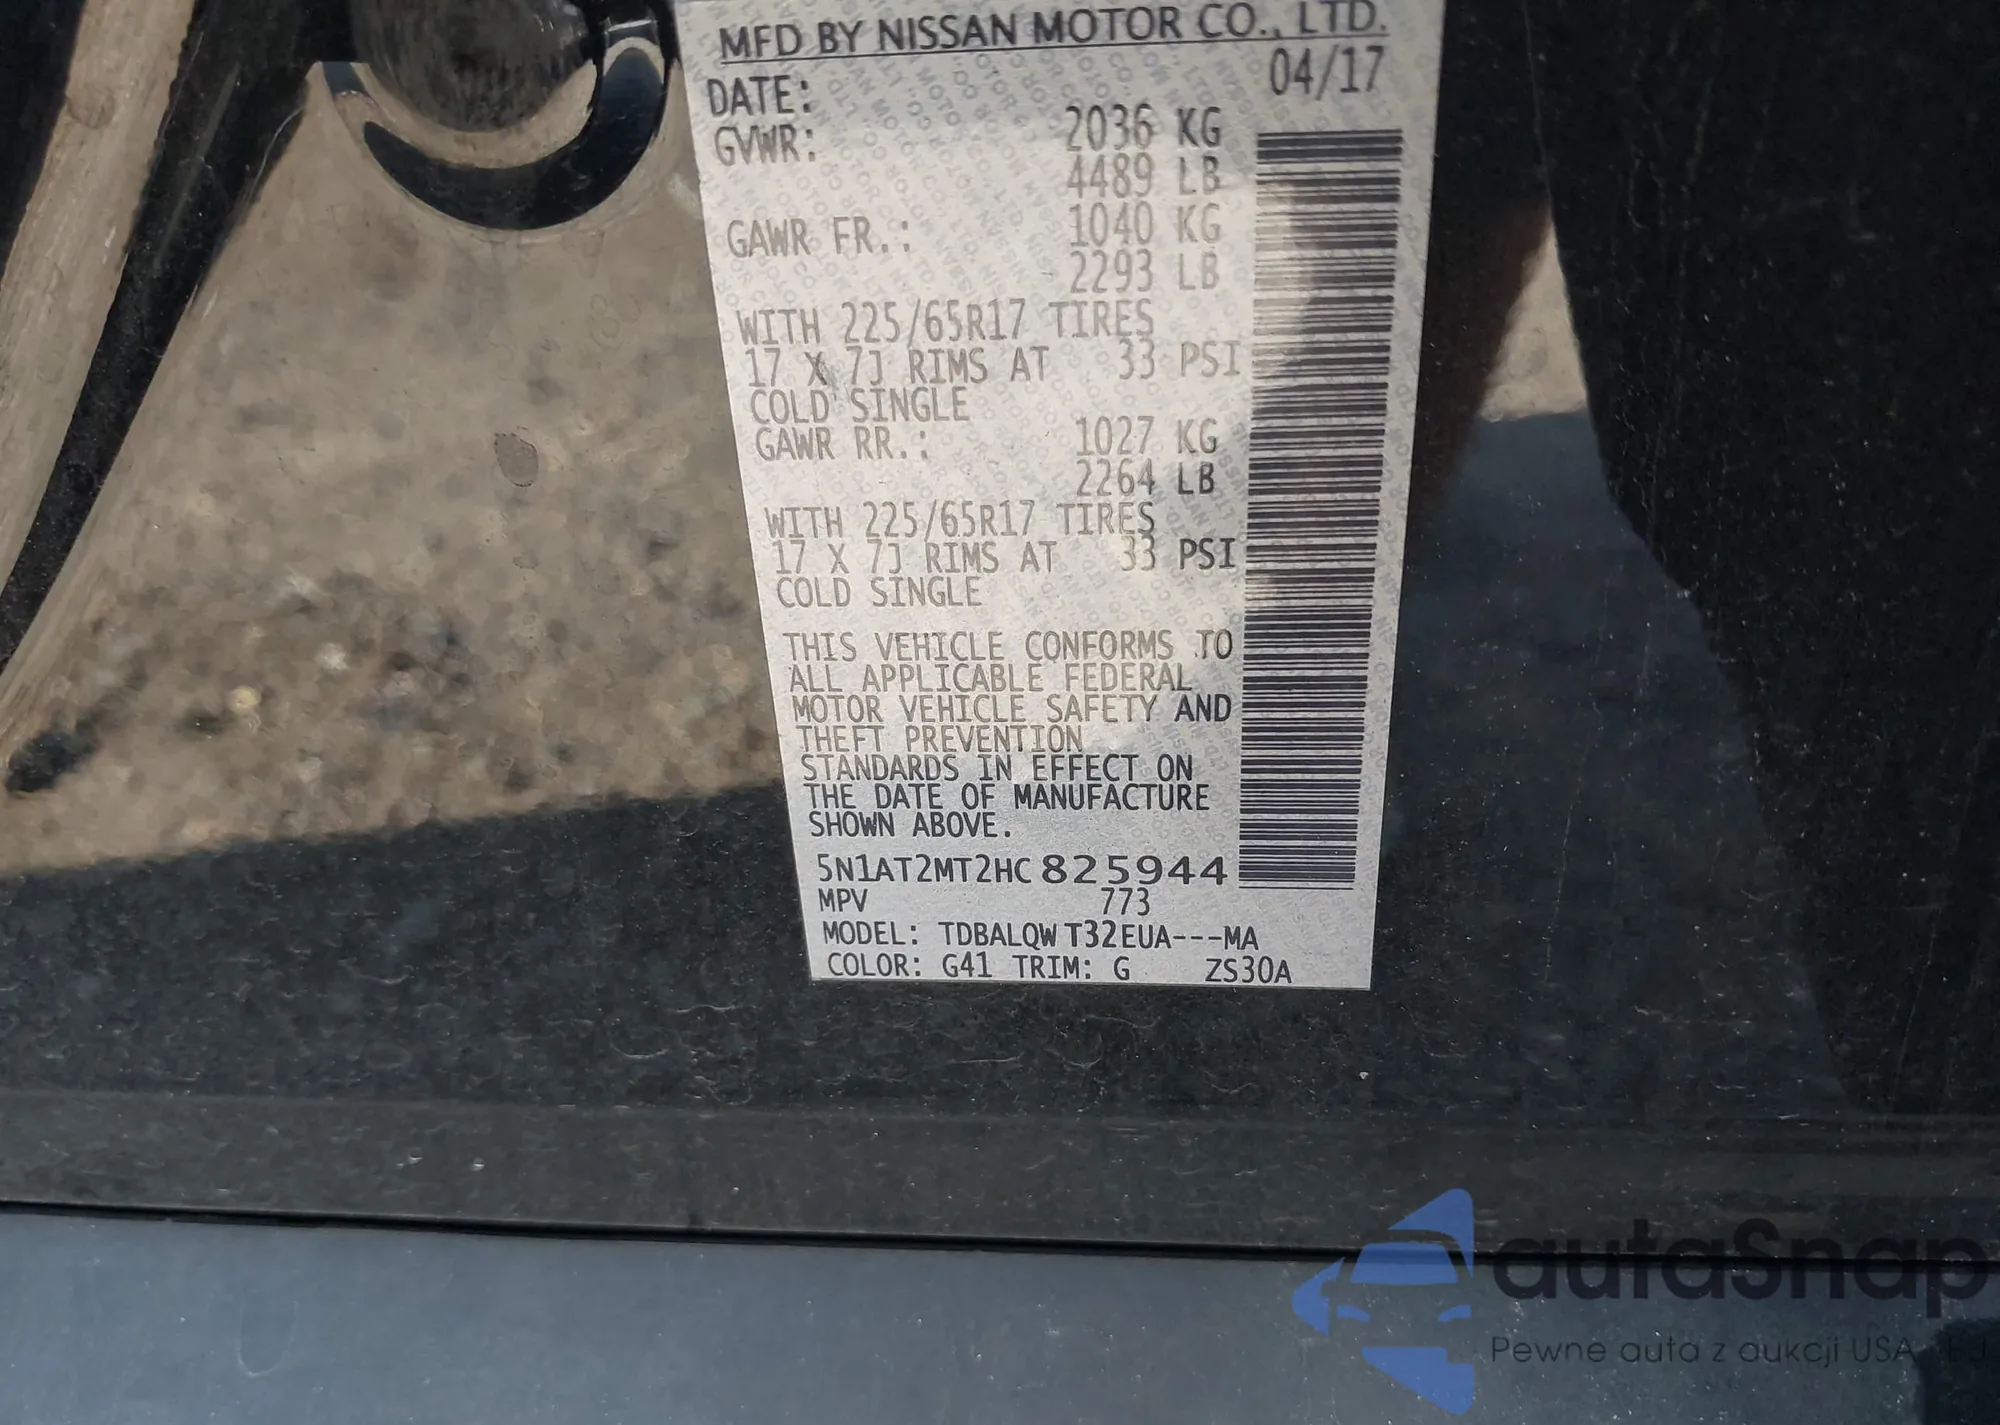 MFD BY NISSAN MOTOR CO., LTD.
DATE: 04/17
GVWR: 2036 KG
4489 LB
GAWR FR.: 1040 KG
2293 LB
WITH 225/65R17 TIRES
17 X 7J RIMS AT 33 PSI
COLD SINGLE
GAWR RR.: 1027 KG
2264 LB
WITH 225/65R17 TIRES
17 X 7J RIMS AT 33 PSI
COLD SINGLE
THIS VEHICLE CONFORMS TO
ALL APPLICABLE FEDERAL
MOTOR VEHICLE SAFETY AND
THEFT PREVENTION
STANDARDS IN EFFECT ON
THE DATE OF MANUFACTURE
SHOWN ABOVE.
5N1AT2MT2HC825944
MPV 773
MODEL: TDBALQWT32EUA---MA
COLOR: G41 TRIM: G ZS30A
autaSnap
Pewne auta z aukcji USA